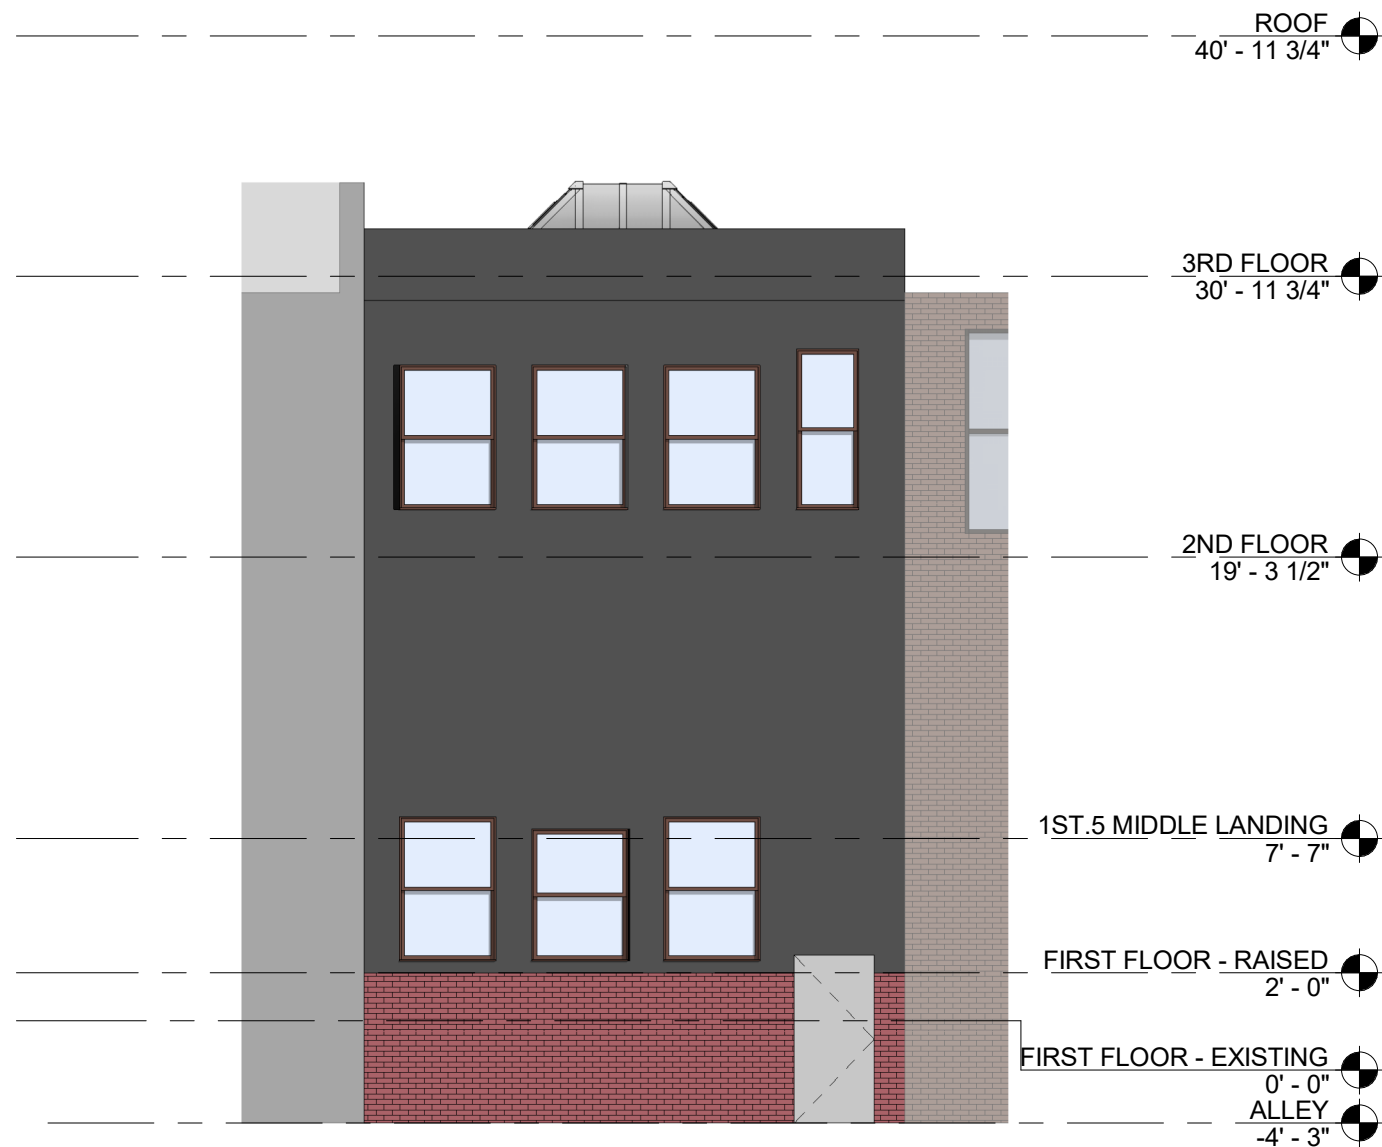 ROOF
40' - 11 3/4"
3RD FLOOR
30' - 11 3/4"
2ND FLOOR
19' - 3 1/2"
1ST.5 MIDDLE LANDING
7' - 7"
FIRST FLOOR - RAISED
2' - 0"
FIRST FLOOR - EXISTING
0' - 0"
ALLEY
-4' - 3"